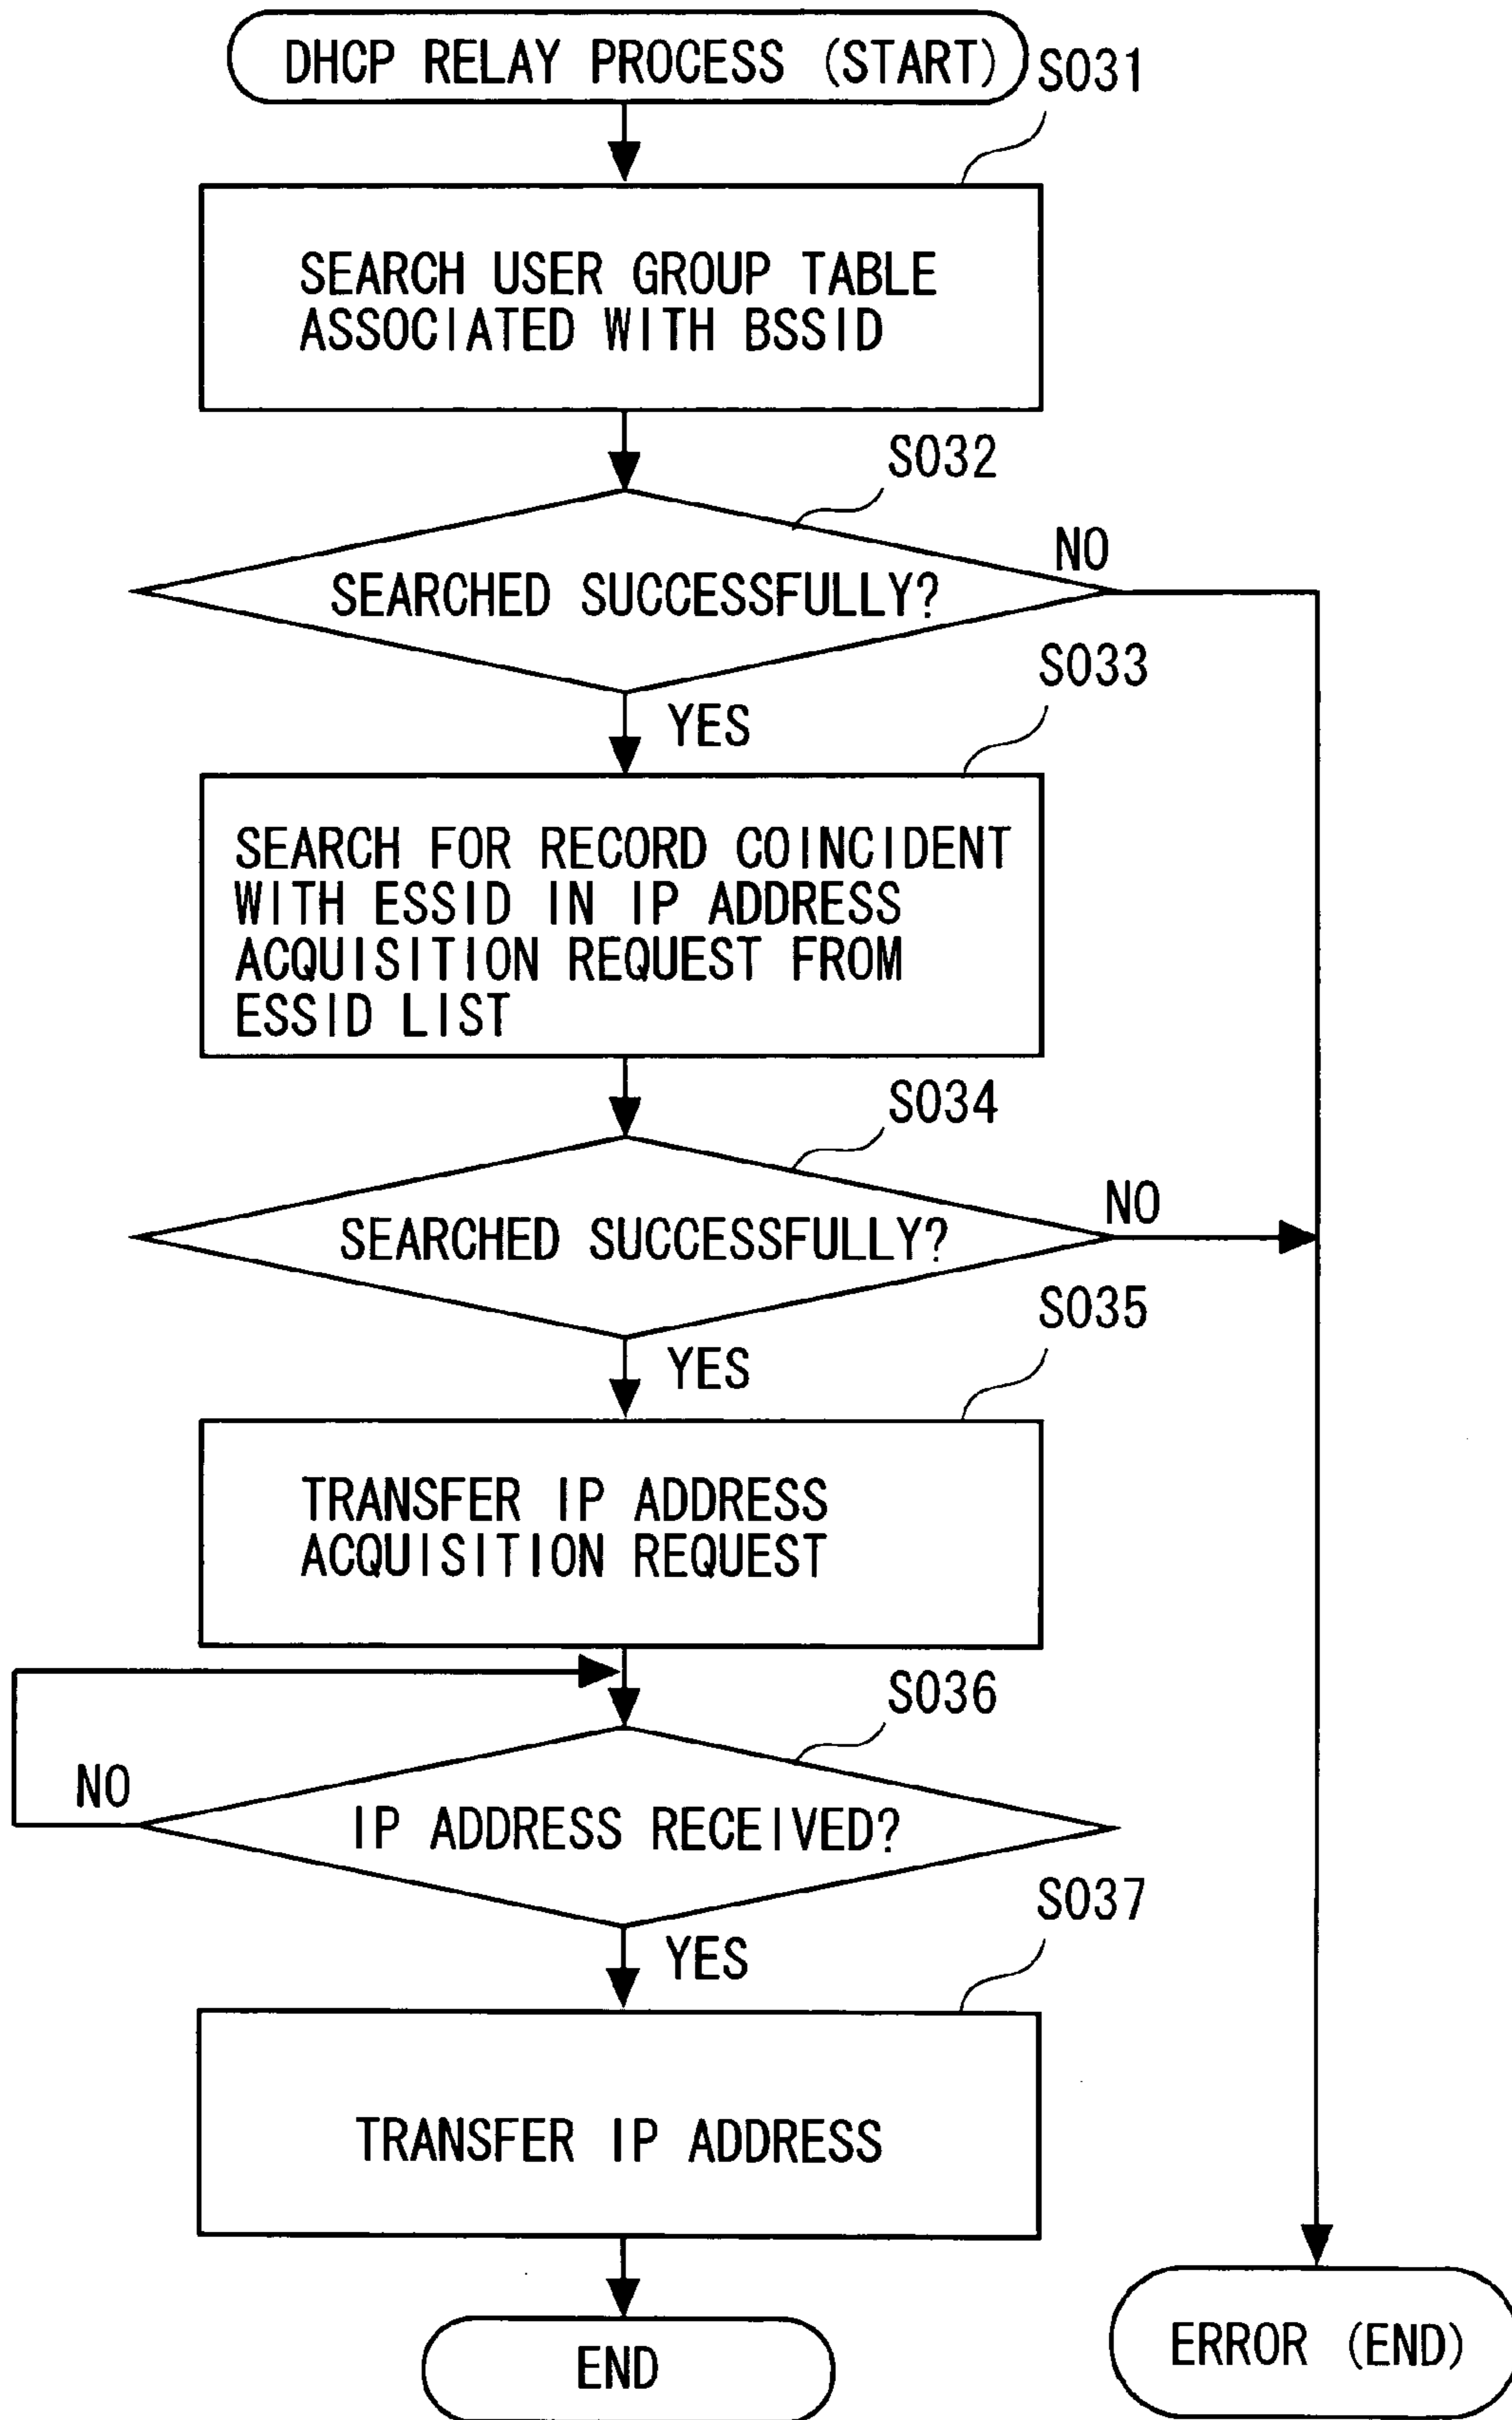 DHCP RELAY PROCESS (START)
S031
SEARCH USER GROUP TABLE
ASSOCIATED WITH BSSID
S032
SEARCHED SUCCESSFULLY?
NO
YES
S033
SEARCH FOR RECORD COINCIDENT
WITH ESSID IN IP ADDRESS
ACQUISITION REQUEST FROM
ESSID LIST
S034
SEARCHED SUCCESSFULLY?
NO
YES
S035
TRANSFER IP ADDRESS
ACQUISITION REQUEST
S036
NO
IP ADDRESS RECEIVED?
YES
S037
TRANSFER IP ADDRESS
END
ERROR (END)